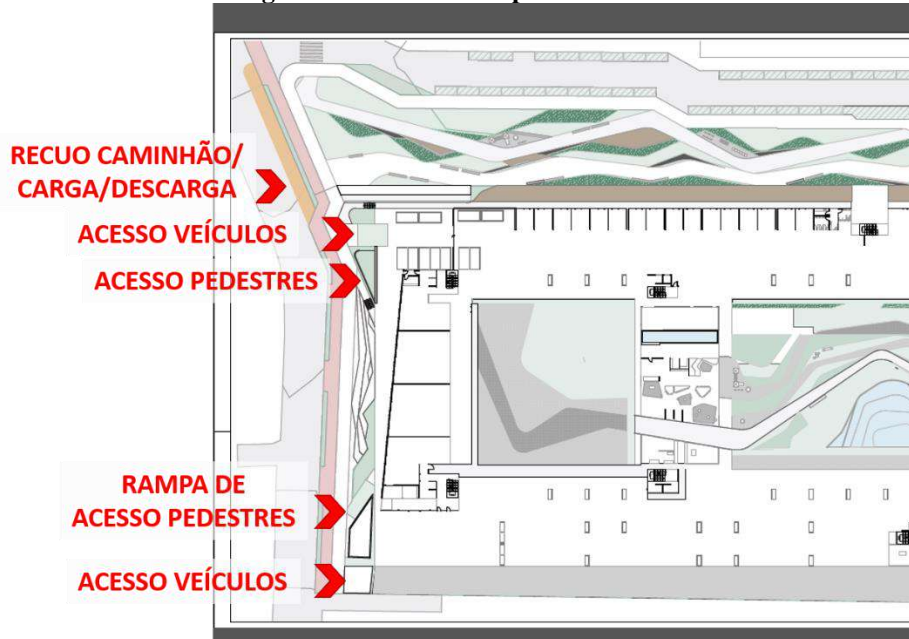 RECUO CAMINHÃO/
CARGA/DESCARGA
ACESSO VEÍCULOS
ACESSO PEDESTRES
RAMPA DE
ACESSO PEDESTRES
ACESSO VEÍCULOS